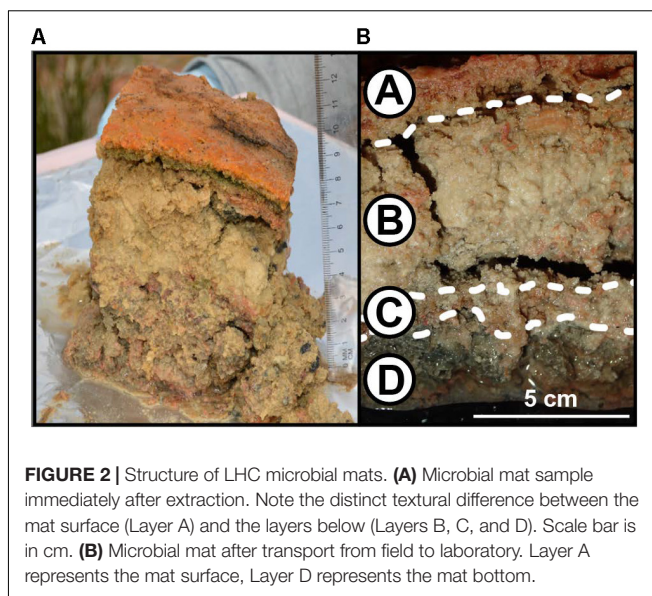 A
B
A
B
C
D
5 cm
FIGURE 2 | Structure of LHC microbial mats. (A) Microbial mat sample
immediately after extraction. Note the distinct textural difference between the
mat surface (Layer A) and the layers below (Layers B, C, and D). Scale bar is
in cm. (B) Microbial mat after transport from field to laboratory. Layer A
represents the mat surface, Layer D represents the mat bottom.